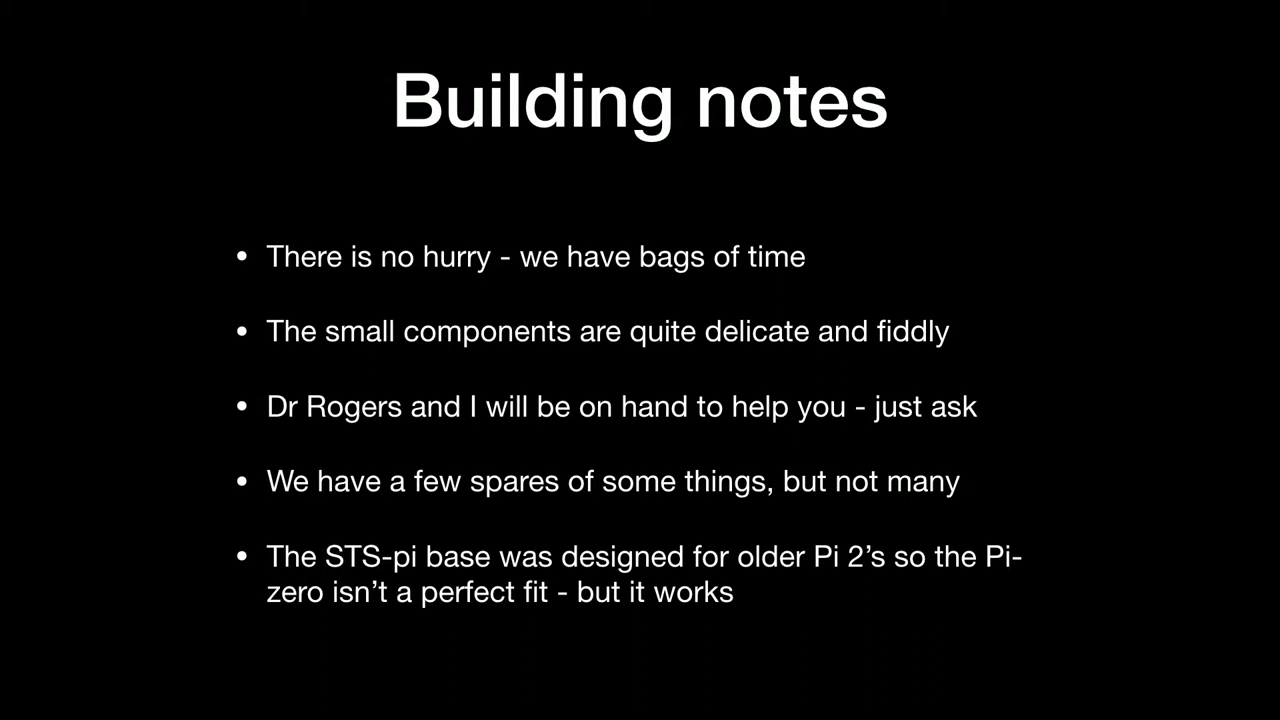 Building notes
• There is no hurry - we have bags of time
• The small components are quite delicate and fiddly
• Dr Rogers and I will be on hand to help you - just ask
• We have a few spares of some things, but not many
• The STS-pi base was designed for older Pi 2’s so the Pi-
zero isn’t a perfect fit - but it works